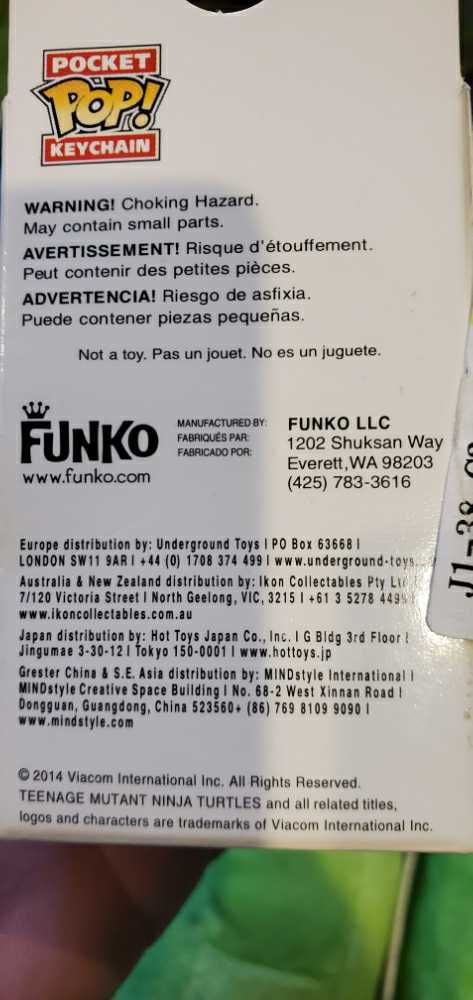 POCKET
POP!
KEYCHAIN
WARNING! Choking Hazard.
May contain small parts.
AVERTISSEMENT! Risque d'étouffement.
Peut contenir des petites pièces.
ADVERTENCIA! Riesgo de asfixia.
Puede contener piezas pequeñas.
Not a toy. Pas un jouet. No es un juguete.
FUNKO
www.funko.com
MANUFACTURED BY:
FABRIQUÉS PAR:
FABRICADO POR:
FUNKO LLC
1202 Shuksan Way
Everett,WA 98203
(425) 783-3616
Europe distribution by: Underground Toys I PO Box 63668 I
LONDON SW11 9AR I +44 (0) 1708 374 499 I www.underground-toys.
Australia & New Zealand distribution by: Ikon Collectables Pty
7/120 Victoria Street I North Geelong, VIC, 3215 I +61 3 5278
www.ikoncollectables.com.au
Japan distribution by: Hot Toys Japan Co., Inc. I G Bldg 3rd Floor I
Jingumae 3-30-12 I Tokyo 150-0001 I www.hottoys.jp
Grester China & S.E. Asia distribution by: MINDstyle International I
MINDstyle Creative Space Building I No. 68-2 West Xinnan Road I
Dongguan, Guangdong, China 523560+ (86) 769 8109 9090 I
www.mindstyle.com
© 2014 Viacom International Inc. All Rights Reserved.
TEENAGE MUTANT NINJA TURTLES and all related titles,
logos and characters are trademarks of Viacom International Inc.